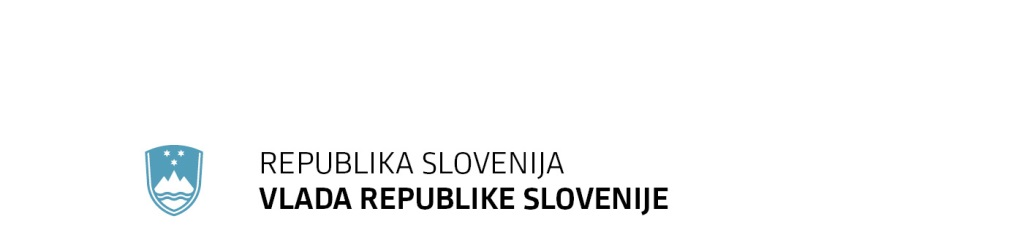 REPUBLIKA SLOVENIJA
VLADA REPUBLIKE SLOVENIJE